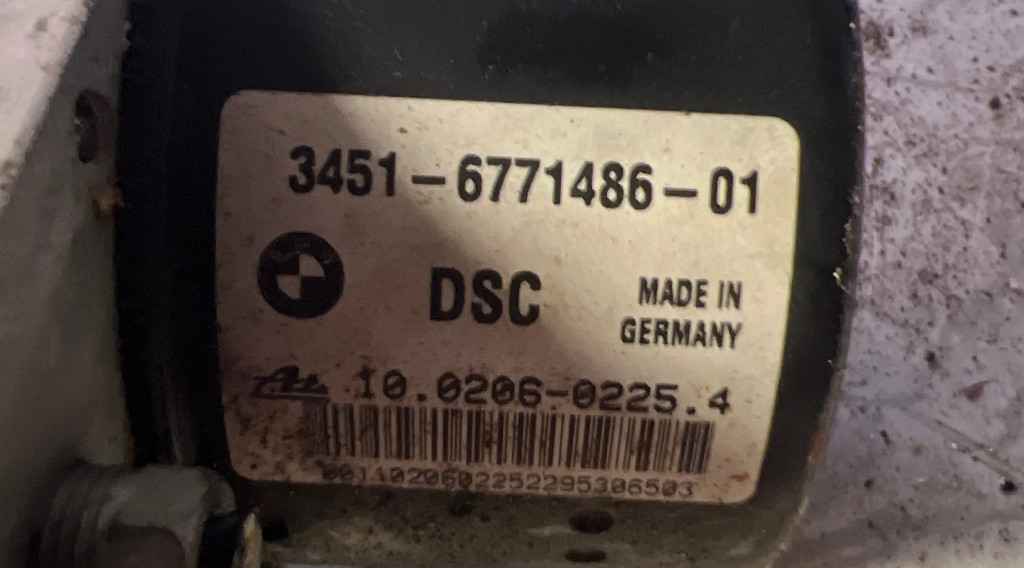 3451-6771486-01
DSC
MADE IN
GERMANY
10.0206-0225.4